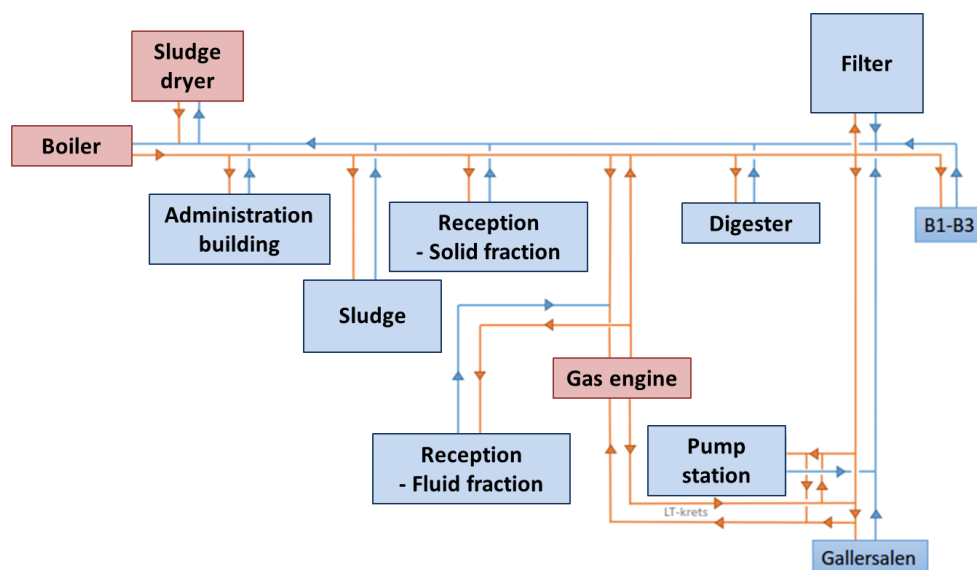 Sludge
dryer
Filter
Boiler
Administration
building
Reception
- Solid fraction
Digester
B1-B3
Sludge
Gas engine
Reception
- Fluid fraction
Pump
station
LT-krets
Gallersalen